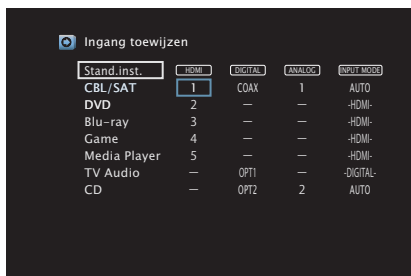 Ingang toewijzen
Stand.inst. HDMI DIGITAL ANALOG INPUT MODE
CBL/SAT 1 COAX 1 AUTO
DVD 2 — — -HDMI-
Blu-ray 3 — — -HDMI-
Game 4 — — -HDMI-
Media Player 5 — — -HDMI-
TV Audio — OPT1 — -DIGITAL-
CD — OPT2 2 AUTO